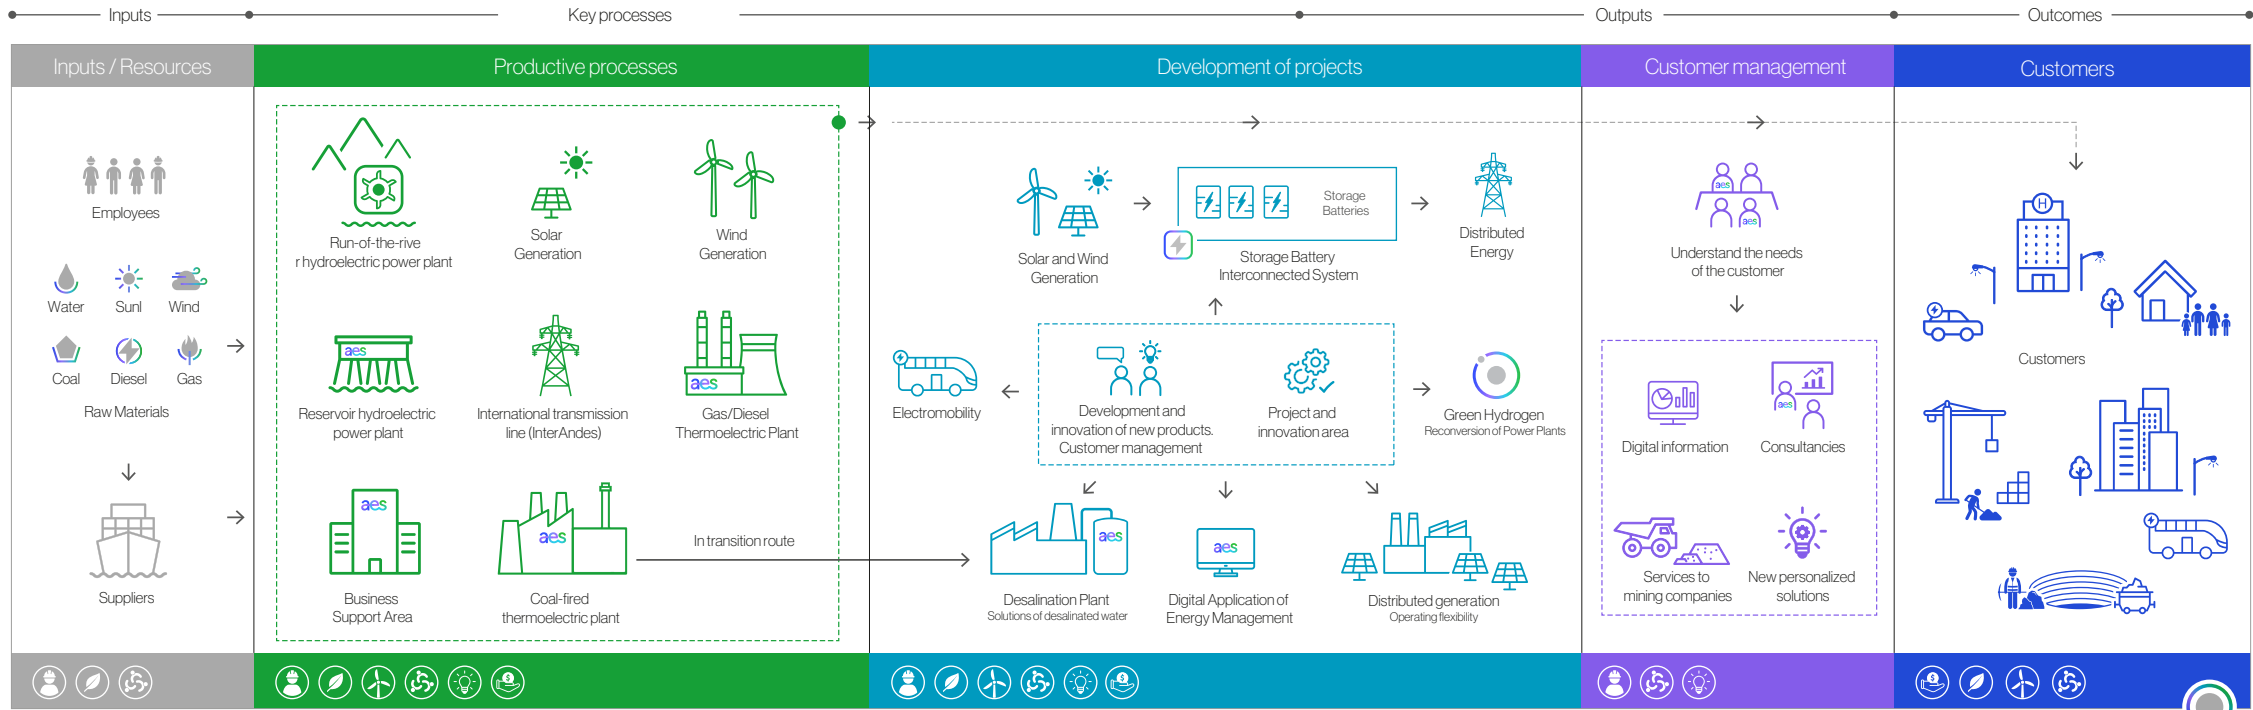 Inputs
Key processes
Outputs
Outcomes
Inputs / Resources
Productive processes
Development of projects
Customer management
Customers
Employees
Water
Sunl
Wind
Coal
Diesel
Gas
Raw Materials
Suppliers
Run-of-the-rive
r hydroelectric power plant
Solar
Generation
Wind
Generation
aes
Reservoir hydroelectric
power plant
International transmission
line (InterAndes)
aes
Gas/Diesel
Thermoelectric Plant
aes
Business
Support Area
aes
Coal-fired
thermoelectric plant
In transition route
Solar and Wind
Generation
Storage
Batteries
Storage Battery
Interconnected System
Distributed
Energy
Electromobility
Development and
innovation of new products.
Customer management
Project and
innovation area
Green Hydrogen
Reconversion of Power Plants
aes
Desalination Plant
Solutions of desalinated water
aes
Digital Application of
Energy Management
Distributed generation
Operating flexibility
aes
aes
Understand the needs
of the customer
Digital information
aes
Consultancies
Services to
mining companies
New personalized
solutions
H
Customers
$
$
$